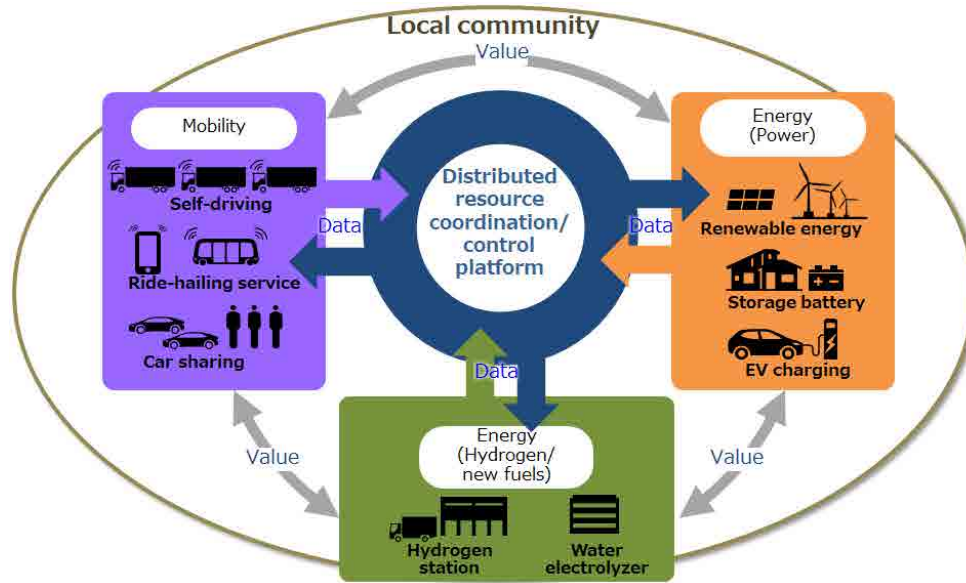 Local community
Value
Mobility
Self-driving
Ride-hailing service
Car sharing
Data
Distributed
resource
coordination/
control
platform
Data
Energy
(Power)
Renewable energy
Storage battery
EV charging
Data
Value
Value
Energy
(Hydrogen/
new fuels)
Hydrogen
station
Water
electrolyzer